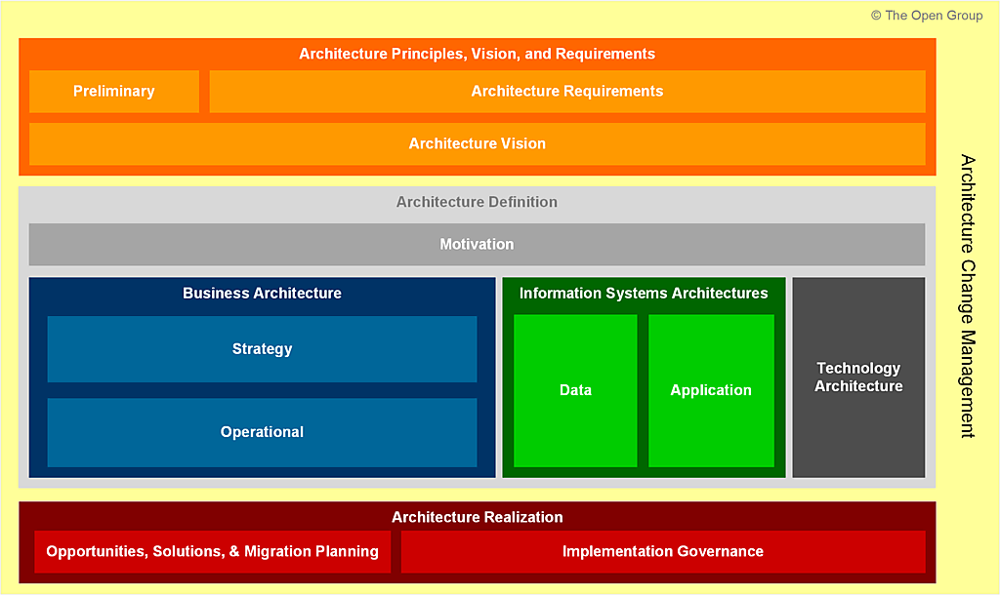 © The Open Group
Architecture Principles, Vision, and Requirements
Preliminary
Architecture Requirements
Architecture Vision
Architecture Definition
Motivation
Business Architecture
Strategy
Operational
Information Systems Architectures
Data
Application
Technology
Architecture
Architecture Realization
Opportunities, Solutions, & Migration Planning
Implementation Governance
Architecture Change Management